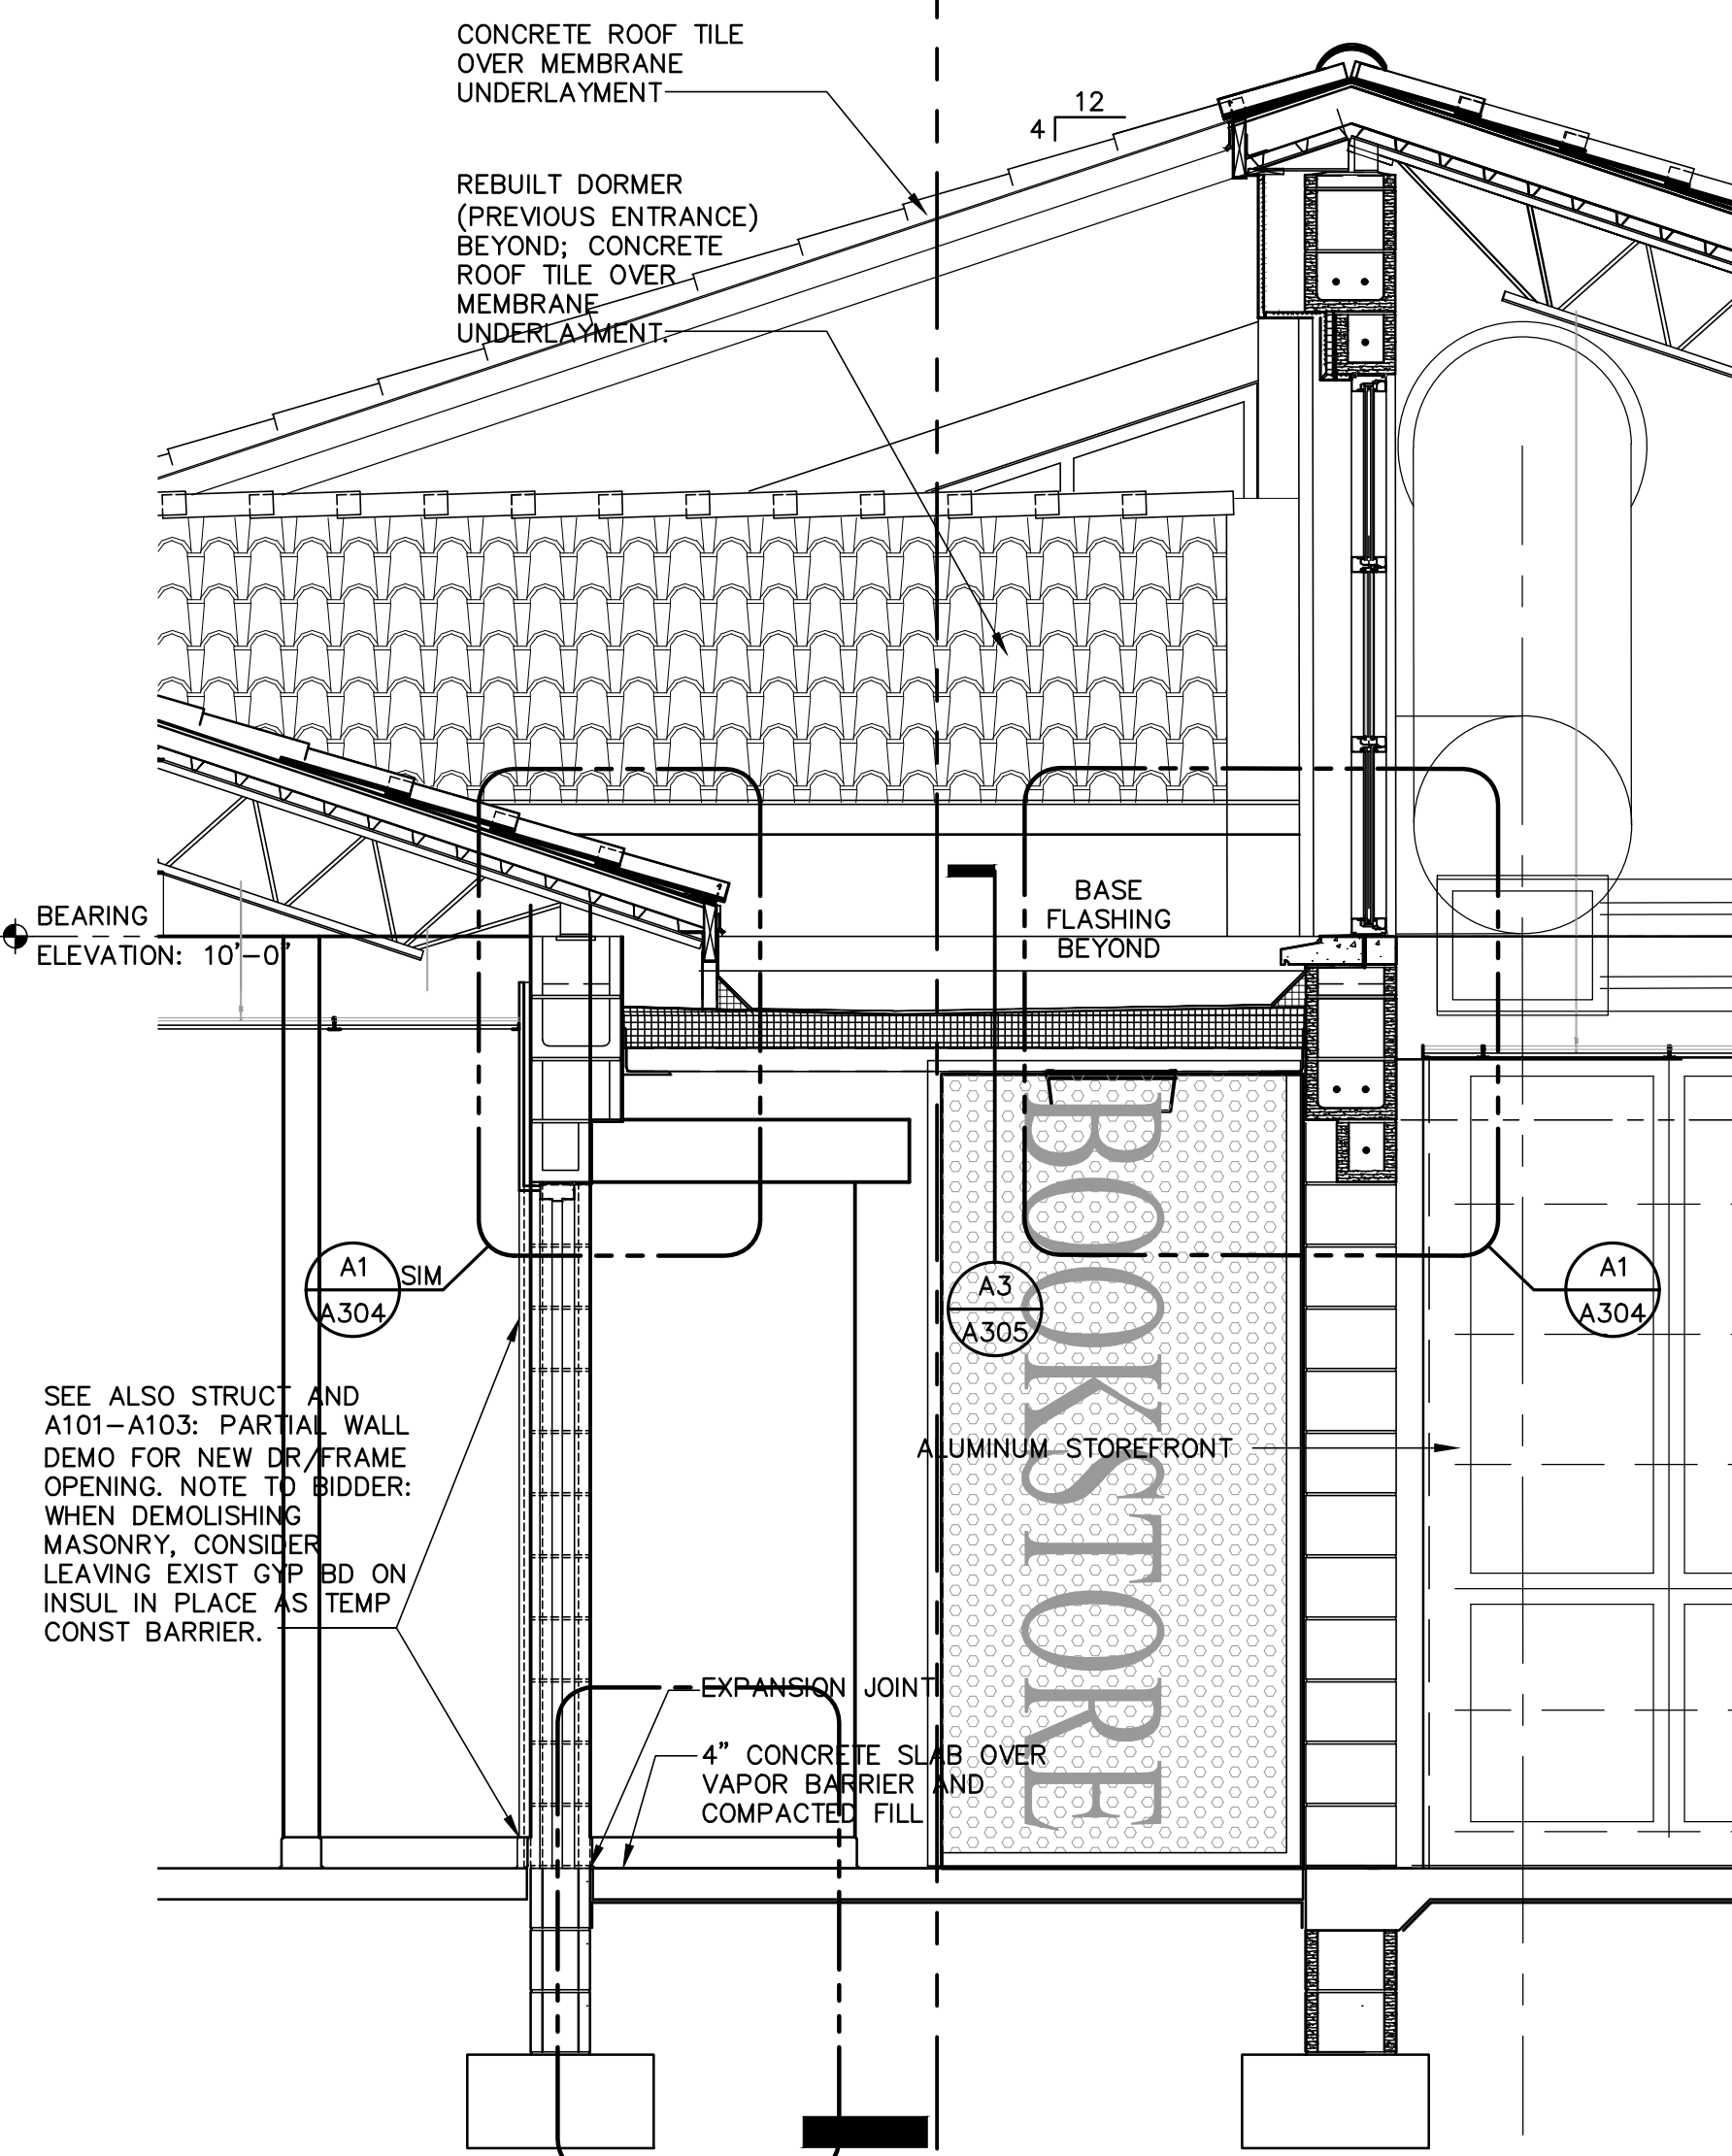 CONCRETE ROOF TILE
OVER MEMBRANE
UNDERLAYMENT
12
4
REBUILT DORMER
(PREVIOUS ENTRANCE)
BEYOND; CONCRETE
ROOF TILE OVER
MEMBRANE
UNDERLAYMENT.
BEARING
ELEVATION: 10'-0"
BASE
FLASHING
BEYOND
A1
SIM
A304
A3
A305
A1
A304
BOOKSTORE
SEE ALSO STRUCT AND
A101-A103: PARTIAL WALL
DEMO FOR NEW DR/FRAME
OPENING. NOTE TO BIDDER:
WHEN DEMOLISHING
MASONRY, CONSIDER
LEAVING EXIST GYP BD ON
INSUL IN PLACE AS TEMP
CONST BARRIER.
ALUMINUM STOREFRONT
EXPANSION JOINT
4" CONCRETE SLAB OVER
VAPOR BARRIER AND
COMPACTED FILL